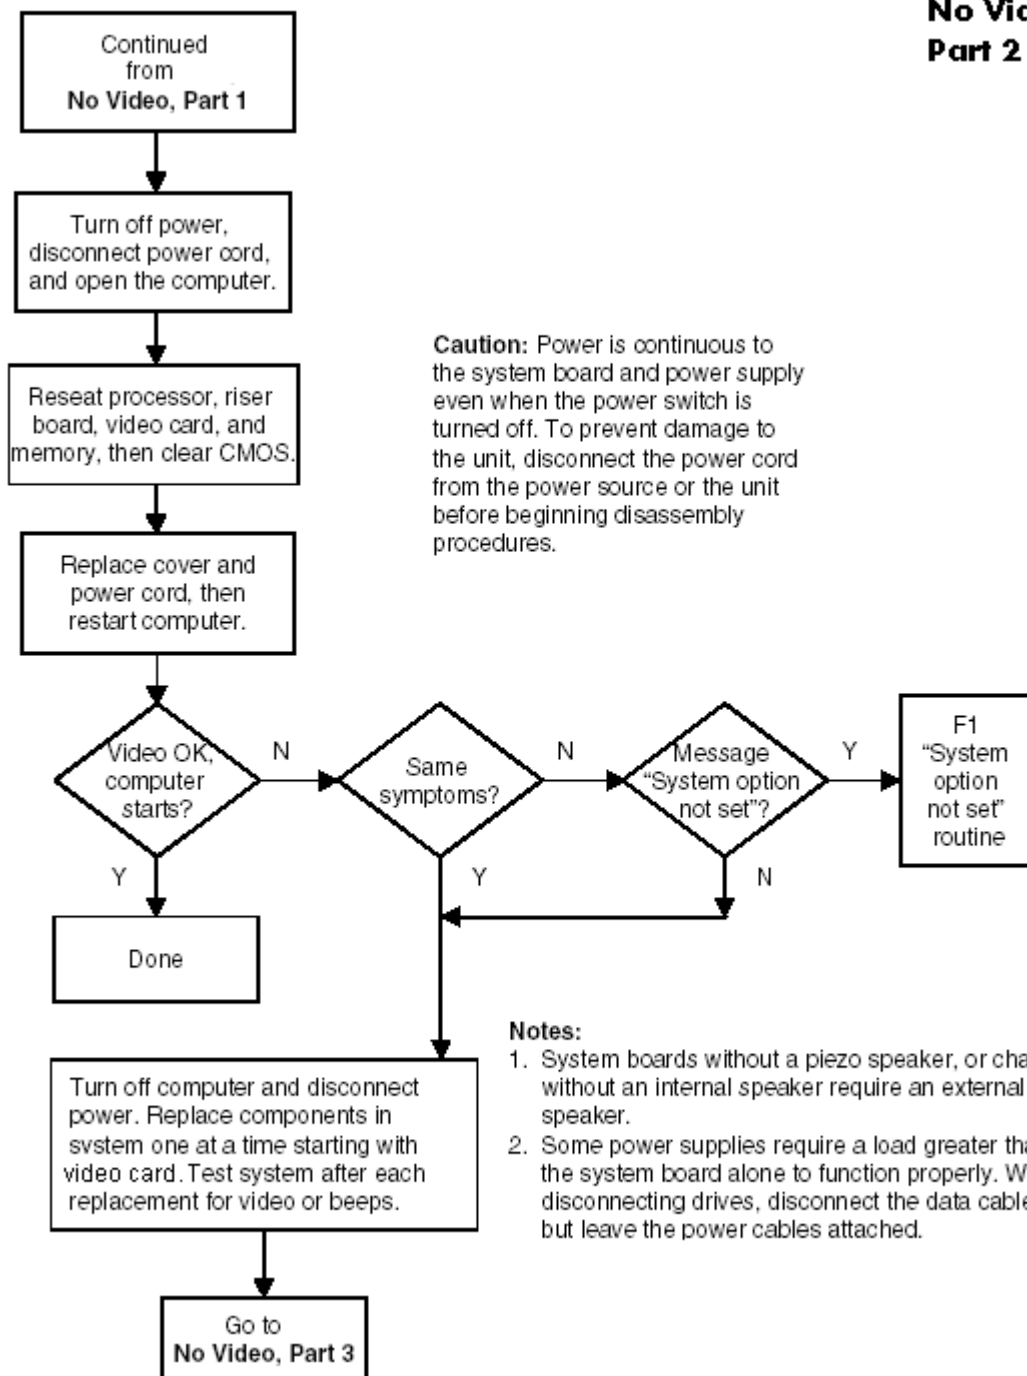 No Vid
Part 2
Continued
from
No Video, Part 1
Turn off power,
disconnect power cord,
and open the computer.
Reseat processor, riser
board, video card, and
memory, then clear CMOS.
Caution: Power is continuous to
the system board and power supply
even when the power switch is
turned off. To prevent damage to
the unit, disconnect the power cord
from the power source or the unit
before beginning disassembly
procedures.
Replace cover and
power cord, then
restart computer.
Video OK,
computer
starts?
N
Same
symptoms?
N
Message
“System option
not set”?
Y
F1
“System
option
not set”
routine
Y
Y
N
Done
Turn off computer and disconnect
power. Replace components in
system one at a time starting with
video card. Test system after each
replacement for video or beeps.
Notes:
1. System boards without a piezo speaker, or cha
without an internal speaker require an external
speaker.
2. Some power supplies require a load greater tha
the system board alone to function properly. W
disconnecting drives, disconnect the data cable
but leave the power cables attached.
Go to
No Video, Part 3